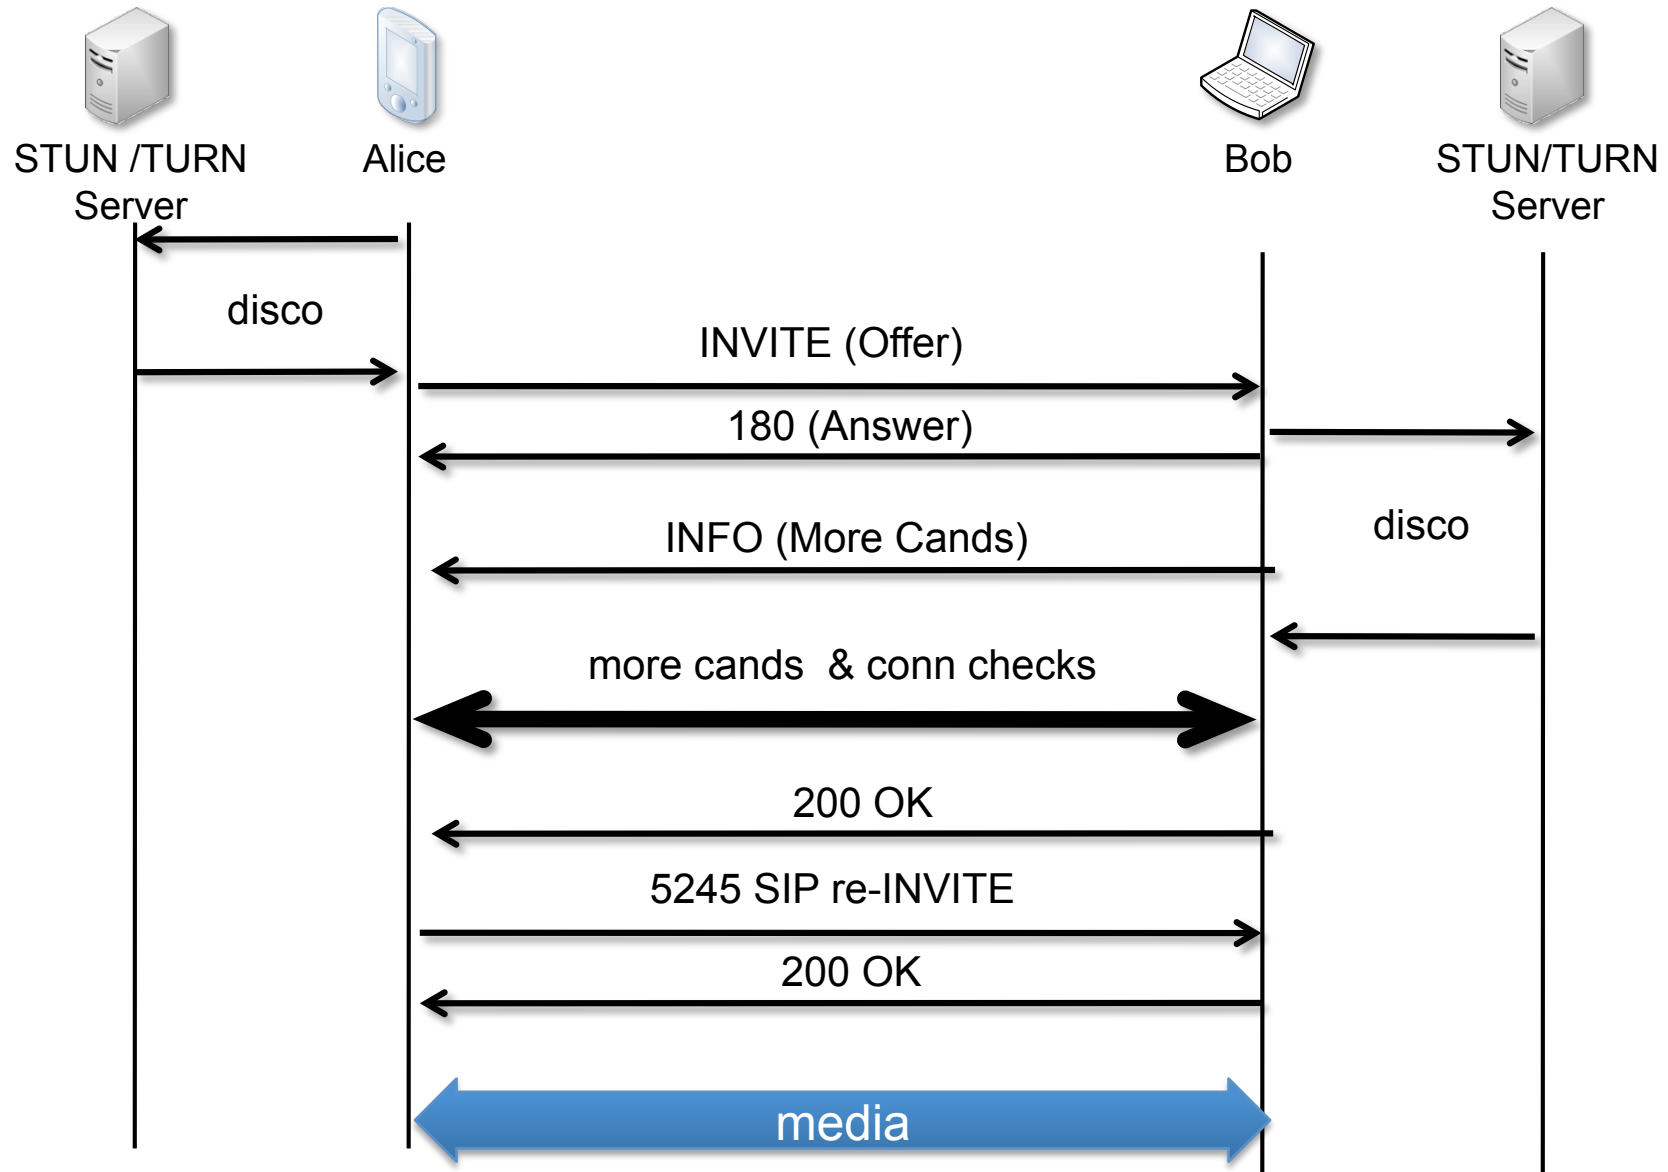 STUN /TURN
Server
Alice
Bob
STUN/TURN
Server
disco
INVITE (Offer)
180 (Answer)
disco
INFO (More Cands)
more cands  & conn checks
200 OK
5245 SIP re-INVITE
200 OK
media